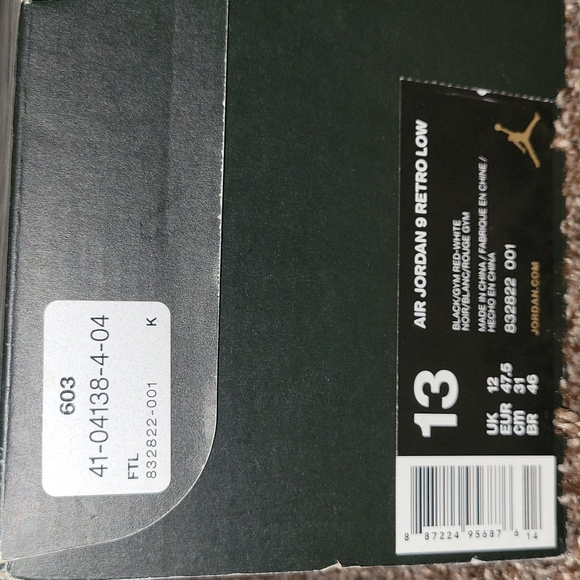 603
41-04138-4-04
FTL K
832822-001
AIR JORDAN 9 RETRO LOW
BLACK/GYM RED-WHITE
NOIR/BLANC/ROUGE GYM
MADE IN CHINA / FABRIQUE EN CHINE /
HECHO EN CHINA
832822 001
JORDAN.COM
13
UK 12
EUR 47.5
cm 31
BR 46
8 87224 95687 6 14